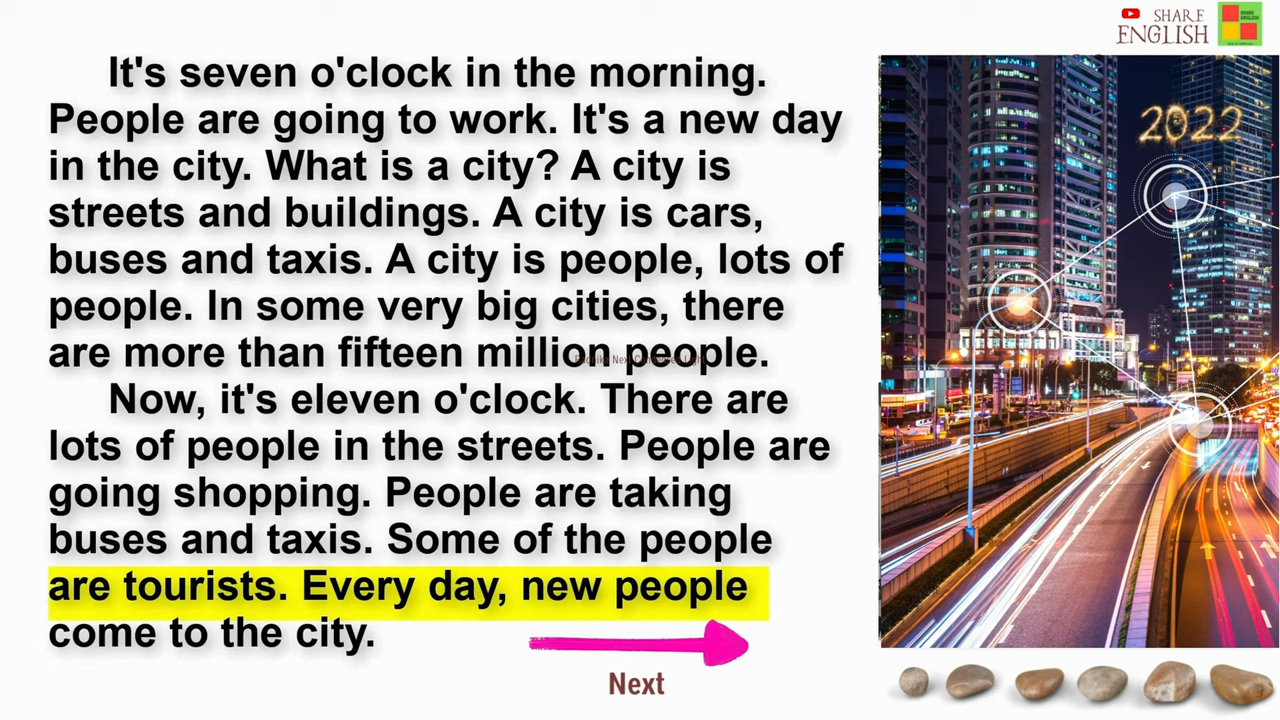 SHARE
ENGLISH
It's seven o'clock in the morning.
People are going to work. It's a new day
in the city. What is a city? A city is
streets and buildings. A city is cars,
buses and taxis. A city is people, lots of
people. In some very big cities, there
are more than fifteen million people.
Now, it's eleven o'clock. There are
lots of people in the streets. People are
going shopping. People are taking
buses and taxis. Some of the people
are tourists. Every day, new people
come to the city.
Next
2022